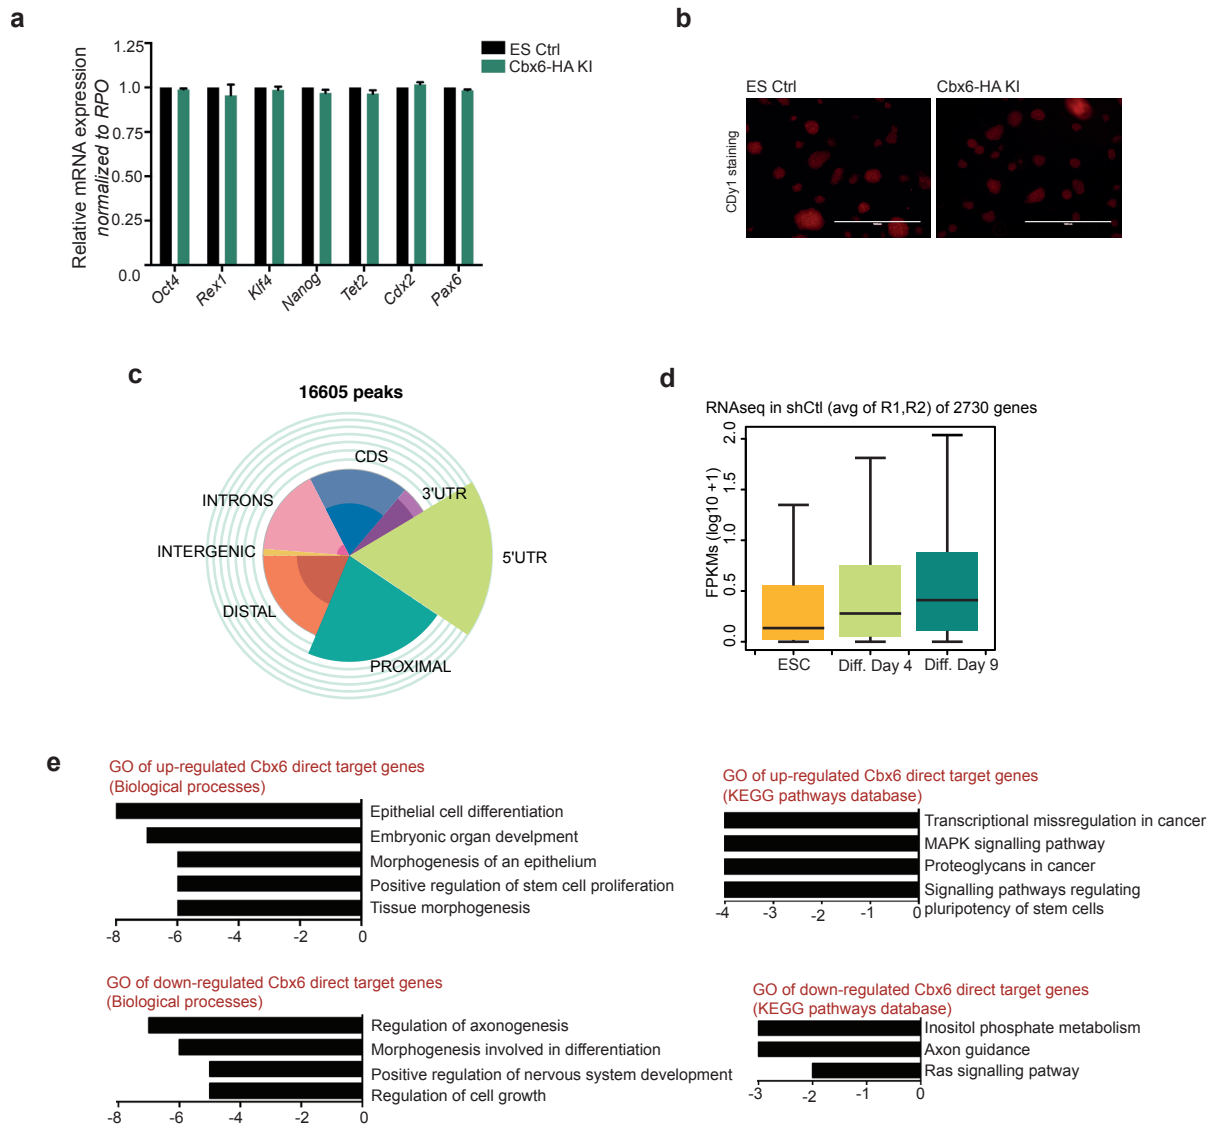 a
Relative mRNA expression
normalized to RPO
1.25
1.0
0.75
0.50
0.25
0.0
Oct4
Rex1
Klf4
Nanog
Tet2
Cdx2
Pax6
ES Ctrl
Cbx6-HA KI
b
ES Ctrl
Cbx6-HA KI
CDy1 staining
c
16605 peaks
CDS
3'UTR
INTRONS
INTERGENIC
5'UTR
DISTAL
PROXIMAL
d
RNAseq in shCtl (avg of R1,R2) of 2730 genes
FPKMs (log10 +1)
2.0
1.5
1.0
0.5
0.0
ESC
Diff. Day 4
Diff. Day 9
e
GO of up-regulated Cbx6 direct target genes
(Biological processes)
Epithelial cell differentiation
Embryonic organ develpment
Morphogenesis of an epithelium
Positive regulation of stem cell proliferation
Tissue morphogenesis
-8 -6 -4 -2 0
GO of up-regulated Cbx6 direct target genes
(KEGG pathways database)
Transcriptional missregulation in cancer
MAPK signalling pathway
Proteoglycans in cancer
Signalling pathways regulating
pluripotency of stem cells
-4 -3 -2 -1 0
GO of down-regulated Cbx6 direct target genes
(Biological processes)
Regulation of axonogenesis
Morphogenesis involved in differentiation
Positive regulation of nervous system development
Regulation of cell growth
-8 -6 -4 -2 0
GO of down-regulated Cbx6 direct target genes
(KEGG pathways database)
Inositol phosphate metabolism
Axon guidance
Ras signalling patway
-3 -2 -1 0